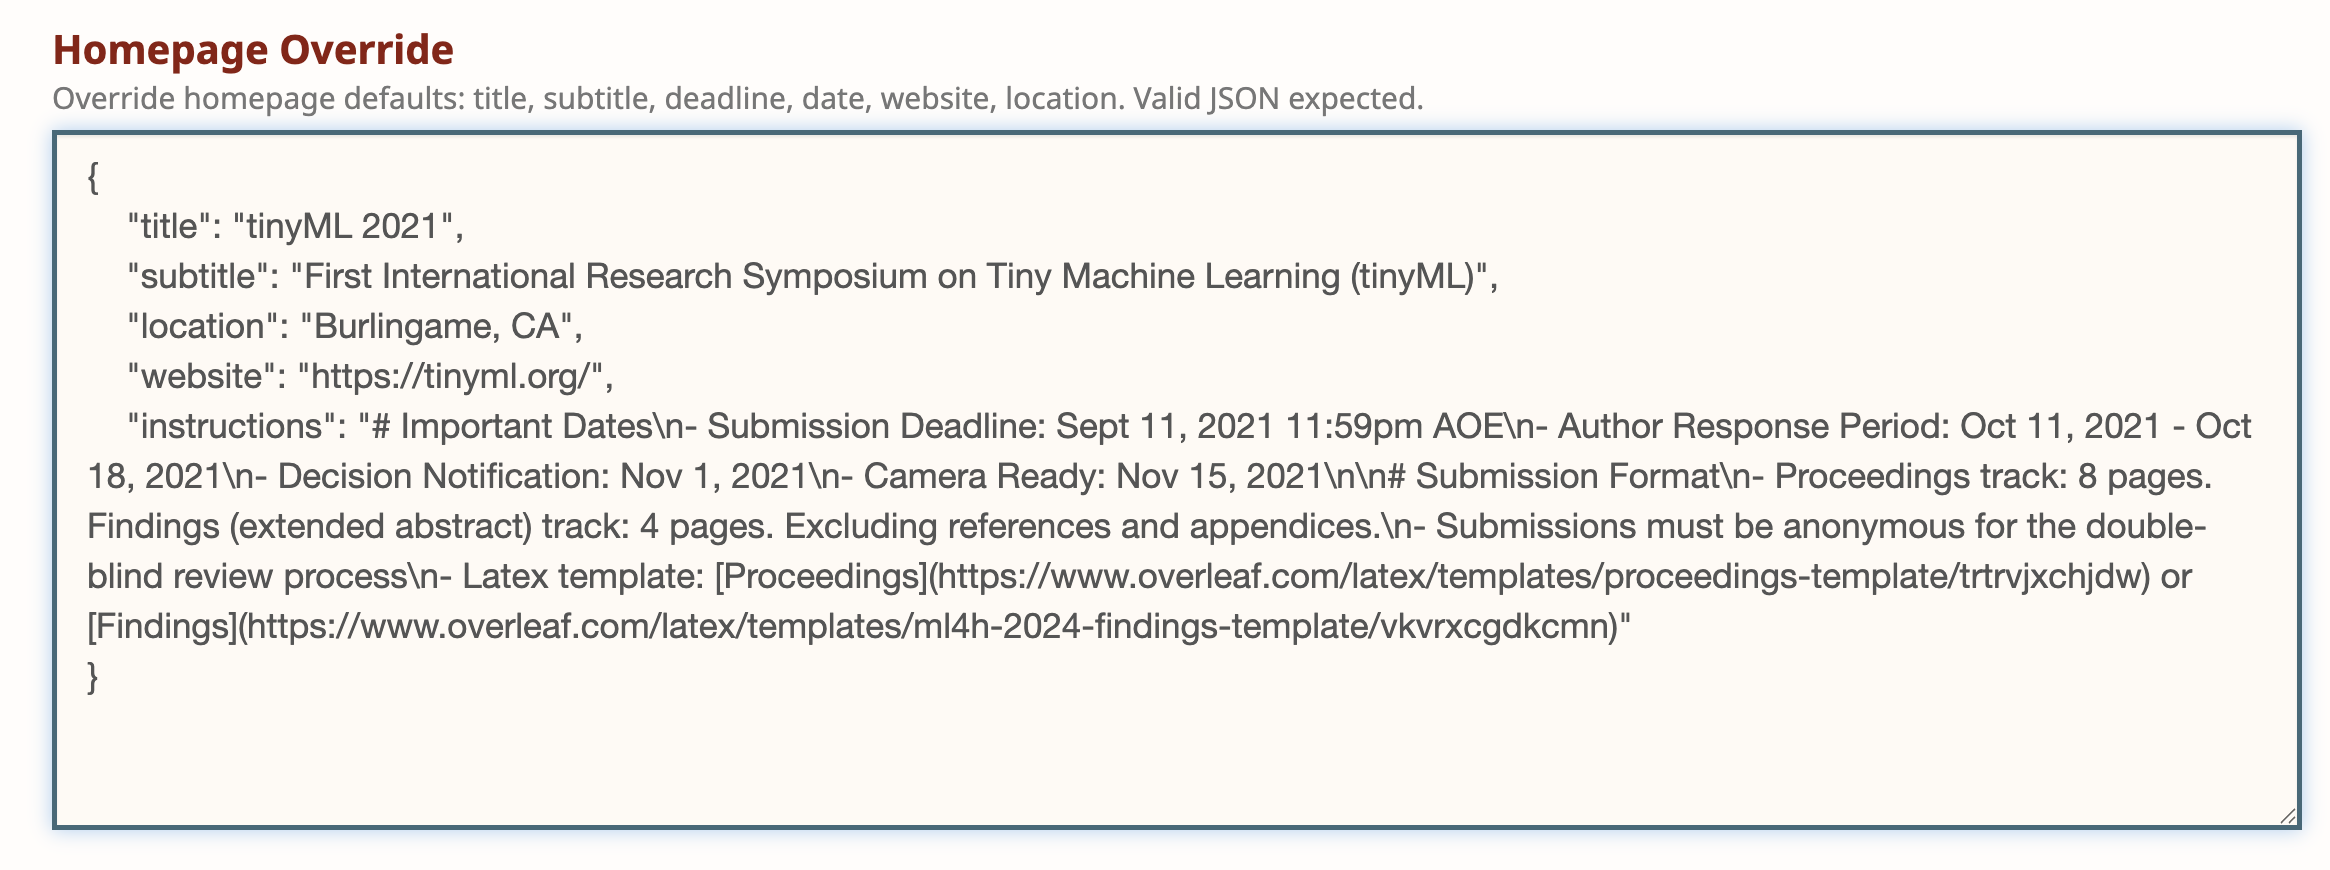 Homepage Override
Override homepage defaults: title, subtitle, deadline, date, website, location. Valid JSON expected.
{
"title": "tinyML 2021",
"subtitle": "First International Research Symposium on Tiny Machine Learning (tinyML)",
"location": "Burlingame, CA",
"website": "https://tinyml.org/",
"instructions": "# Important Dates\n- Submission Deadline: Sept 11, 2021 11:59pm AOE\n- Author Response Period: Oct 11, 2021 - Oct
18, 2021\n- Decision Notification: Nov 1, 2021\n- Camera Ready: Nov 15, 2021\n\n# Submission Format\n- Proceedings track: 8 pages.
Findings (extended abstract) track: 4 pages. Excluding references and appendices.\n- Submissions must be anonymous for the double-
blind review process\n- Latex template: [Proceedings](https://www.overleaf.com/latex/templates/proceedings-template/trtrvjxchjdw) or
[Findings](https://www.overleaf.com/latex/templates/ml4h-2024-findings-template/vkvrxcgdkcmn)"
}